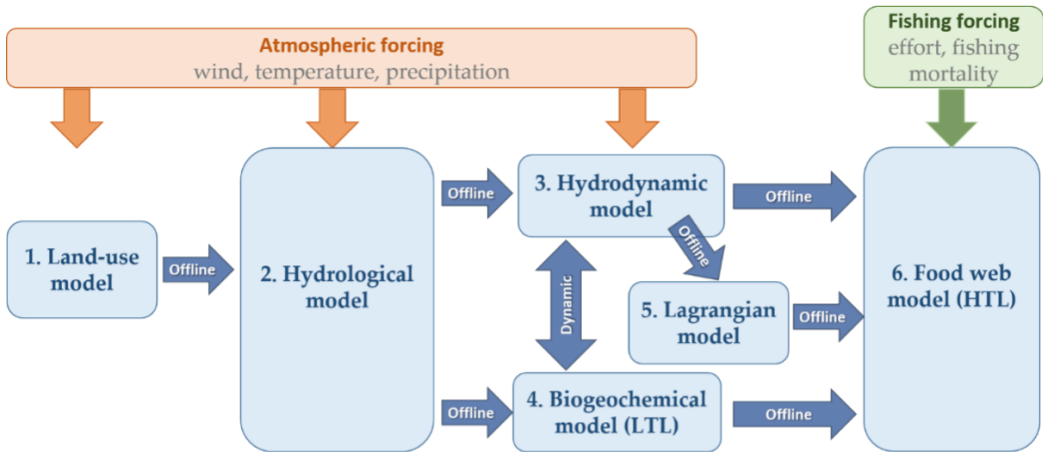 Atmospheric forcing
wind, temperature, precipitation
Fishing forcing
effort, fishing
mortality
1. Land-use
model
Offline
2. Hydrological
model
Offline
3. Hydrodynamic
model
Offline
Offline
Dynamic
5. Lagrangian
model
Offline
Offline
4. Biogeochemical
model (LTL)
Offline
6. Food web
model (HTL)